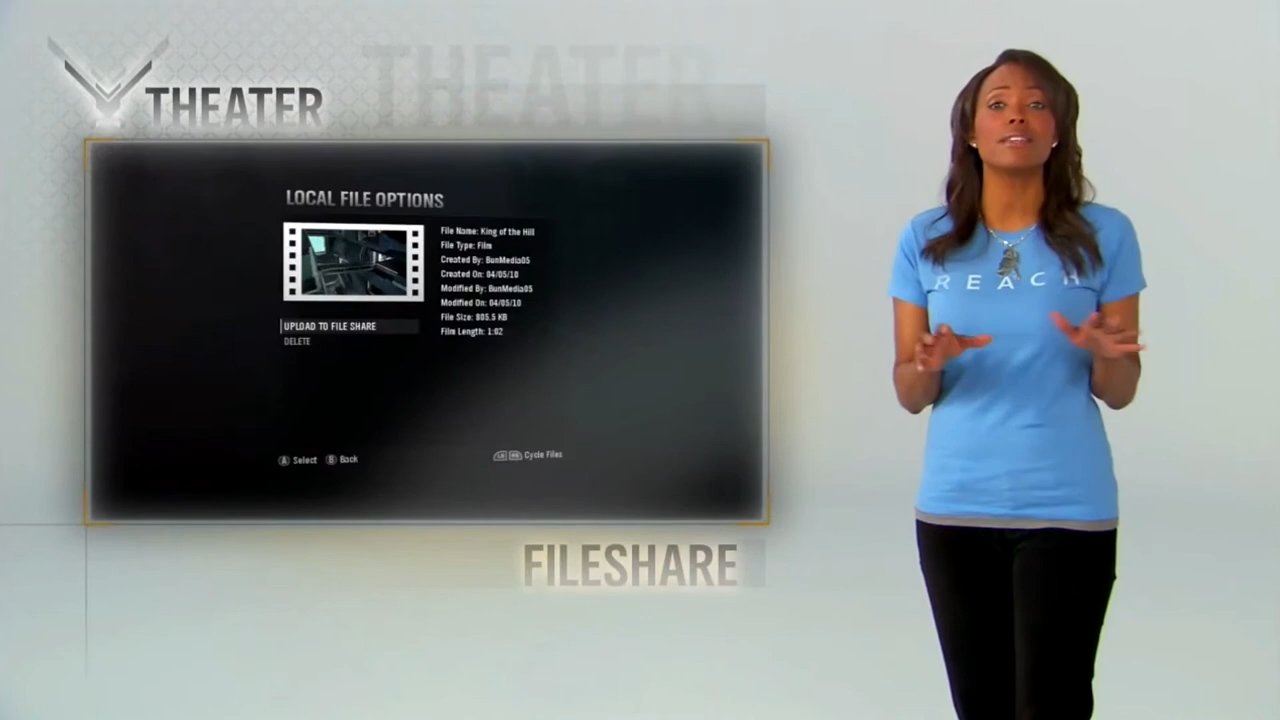 THEATER
THEATER
LOCAL FILE OPTIONS
File Name: King of the Hill
File Type: Film
Created By: BunMedia05
Created On: 04/05/10
Modified By: BunMedia05
Modified On: 04/05/10
File Size: 805.5 KB
Film Length: 1:02
UPLOAD TO FILE SHARE
DELETE
A Select B Back
LB RB Cycle Files
FILESHARE
REACH